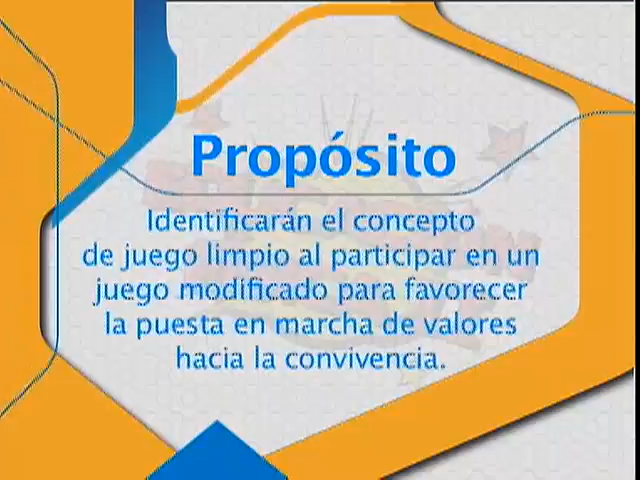 Propósito
Identificarán el concepto
de juego limpio al participar en un
juego modificado para favorecer
la puesta en marcha de valores
hacia la convivencia.